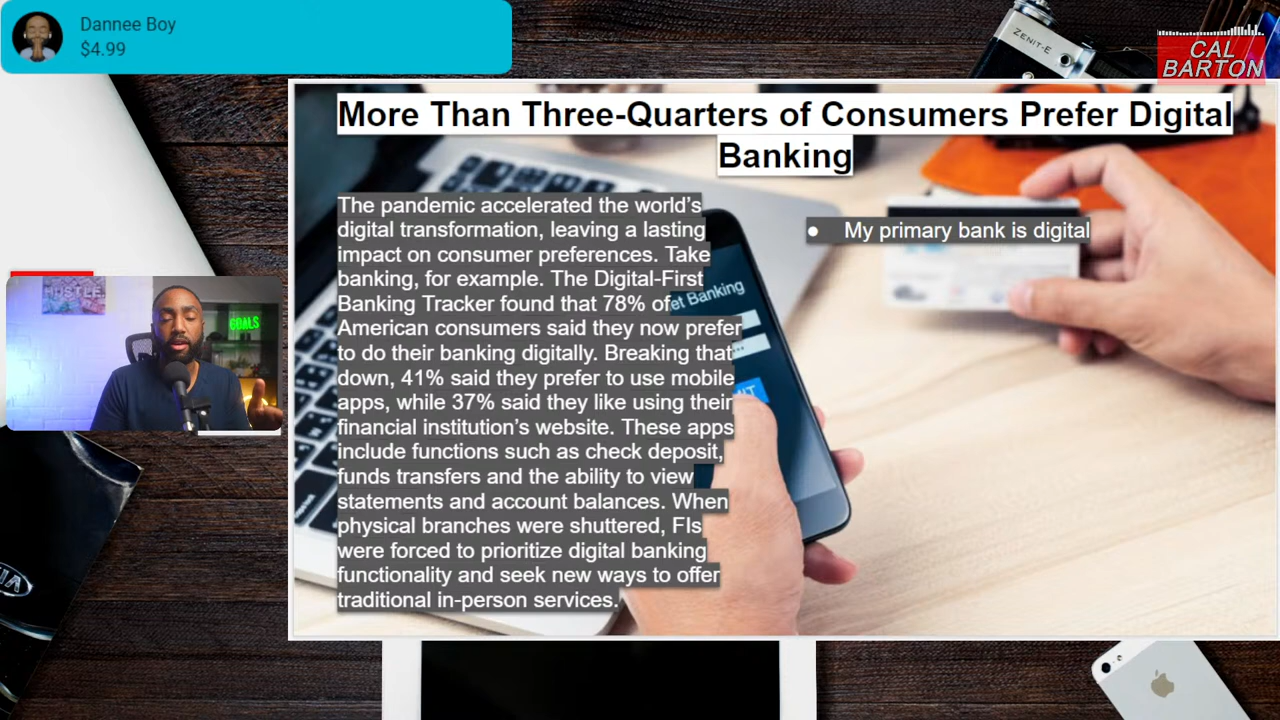 Dannee Boy
$4.99
ZENIT-E
CAL
BARTON
More Than Three-Quarters of Consumers Prefer Digital
Banking
The pandemic accelerated the world's
digital transformation, leaving a lasting
impact on consumer preferences. Take
banking, for example. The Digital-First
Banking Tracker found that 78% of
American consumers said they now prefer
to do their banking digitally. Breaking that
down, 41% said they prefer to use mobile
apps, while 37% said they like using their
financial institution's website. These apps
include functions such as check deposit,
funds transfers and the ability to view
statements and account balances. When
physical branches were shuttered, FIs
were forced to prioritize digital banking
functionality and seek new ways to offer
traditional in-person services.
● My primary bank is digital
et Banking
HUSTLE
GOALS